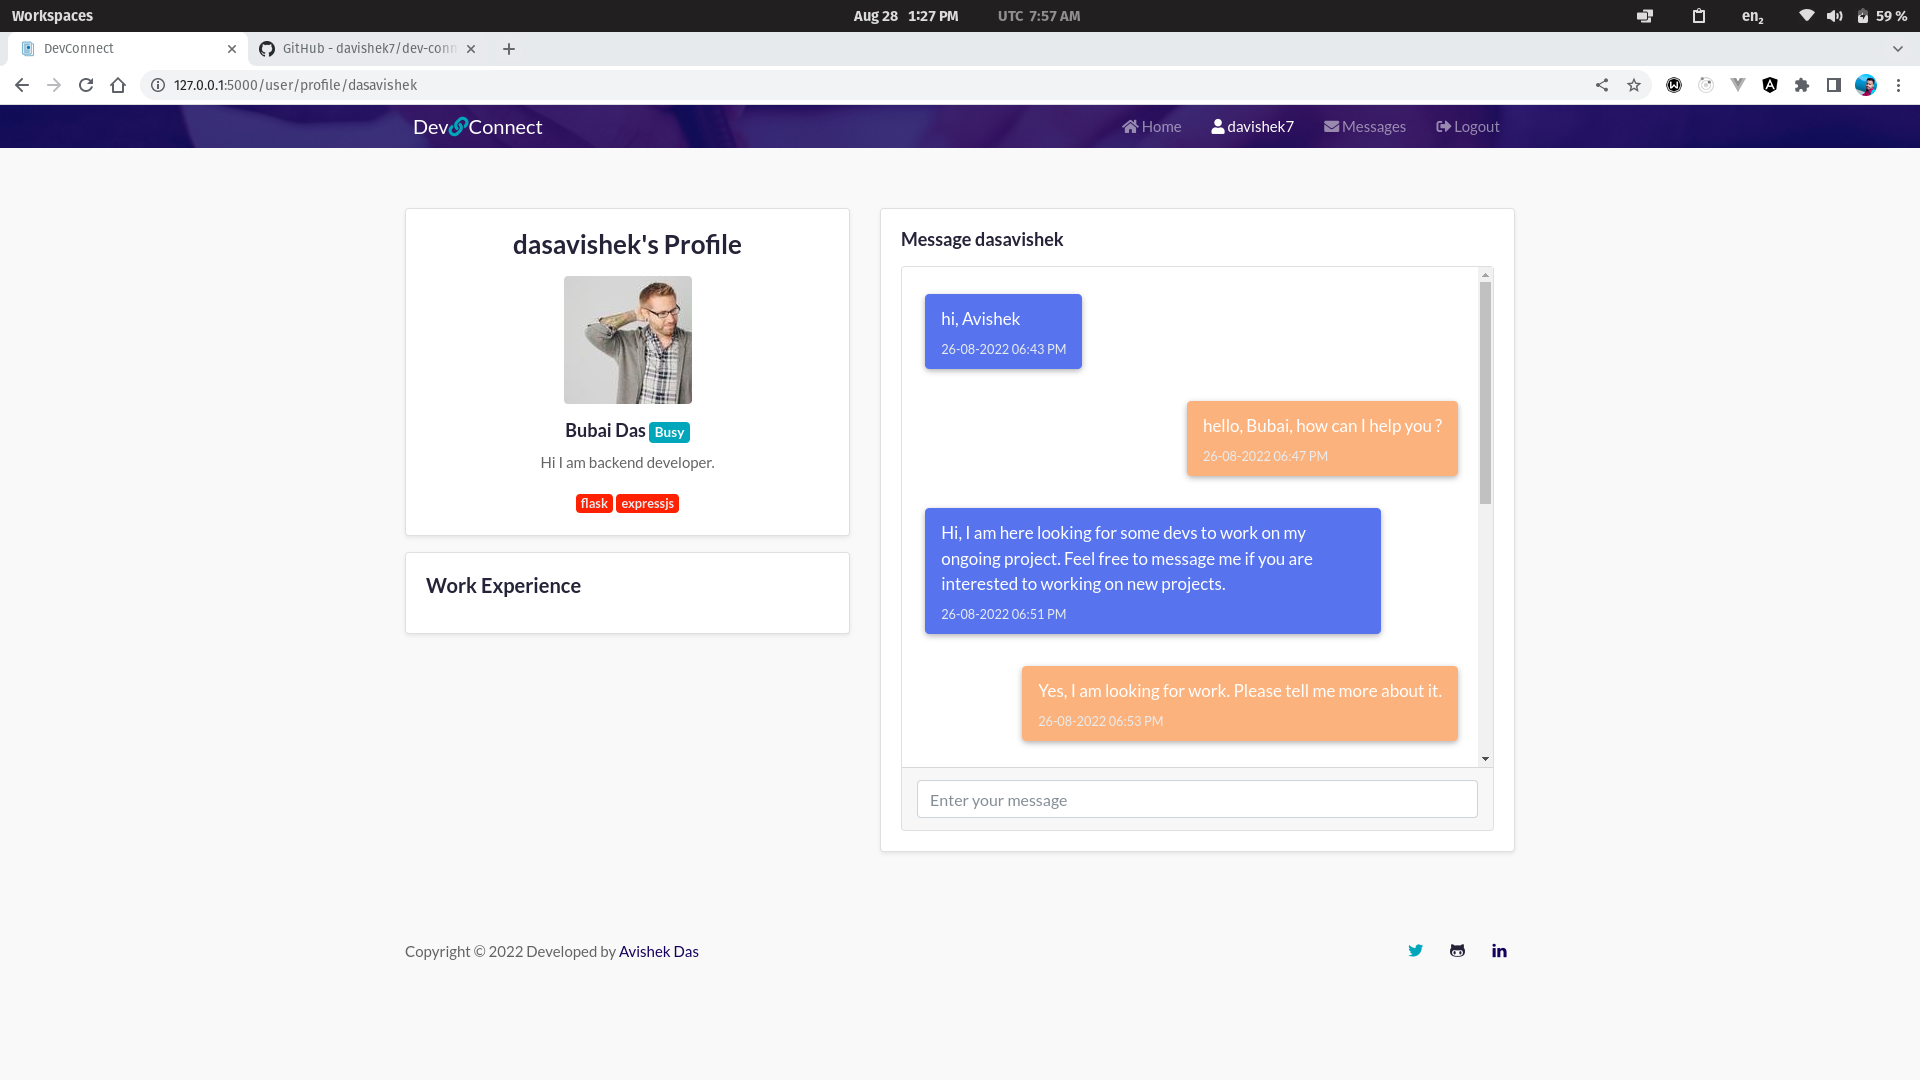 Workspaces
Aug 28 1:27 PM UTC 7:57 AM
en2
59 %
DevConnect
GitHub - davishek7/dev-conn
127.0.0.1:5000/user/profile/dasavishek
DevConnect
Home
davishek7
Messages
Logout
dasavishek's Profile
Bubai Das Busy
Hi I am backend developer.
flask expressjs
Work Experience
Message dasavishek
hi, Avishek
26-08-2022 06:43 PM
hello, Bubai, how can I help you ?
26-08-2022 06:47 PM
Hi, I am here looking for some devs to work on my
ongoing project. Feel free to message me if you are
interested to working on new projects.
26-08-2022 06:51 PM
Yes, I am looking for work. Please tell me more about it.
26-08-2022 06:53 PM
Enter your message
Copyright © 2022 Developed by Avishek Das